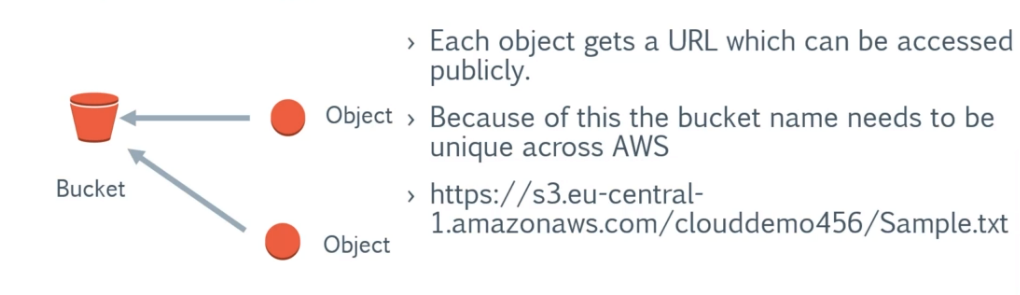 Bucket
Object
Object
› Each object gets a URL which can be accessed
publicly.
› Because of this the bucket name needs to be
unique across AWS
› https://s3.eu-central-
1.amazonaws.com/clouddemo456/Sample.txt